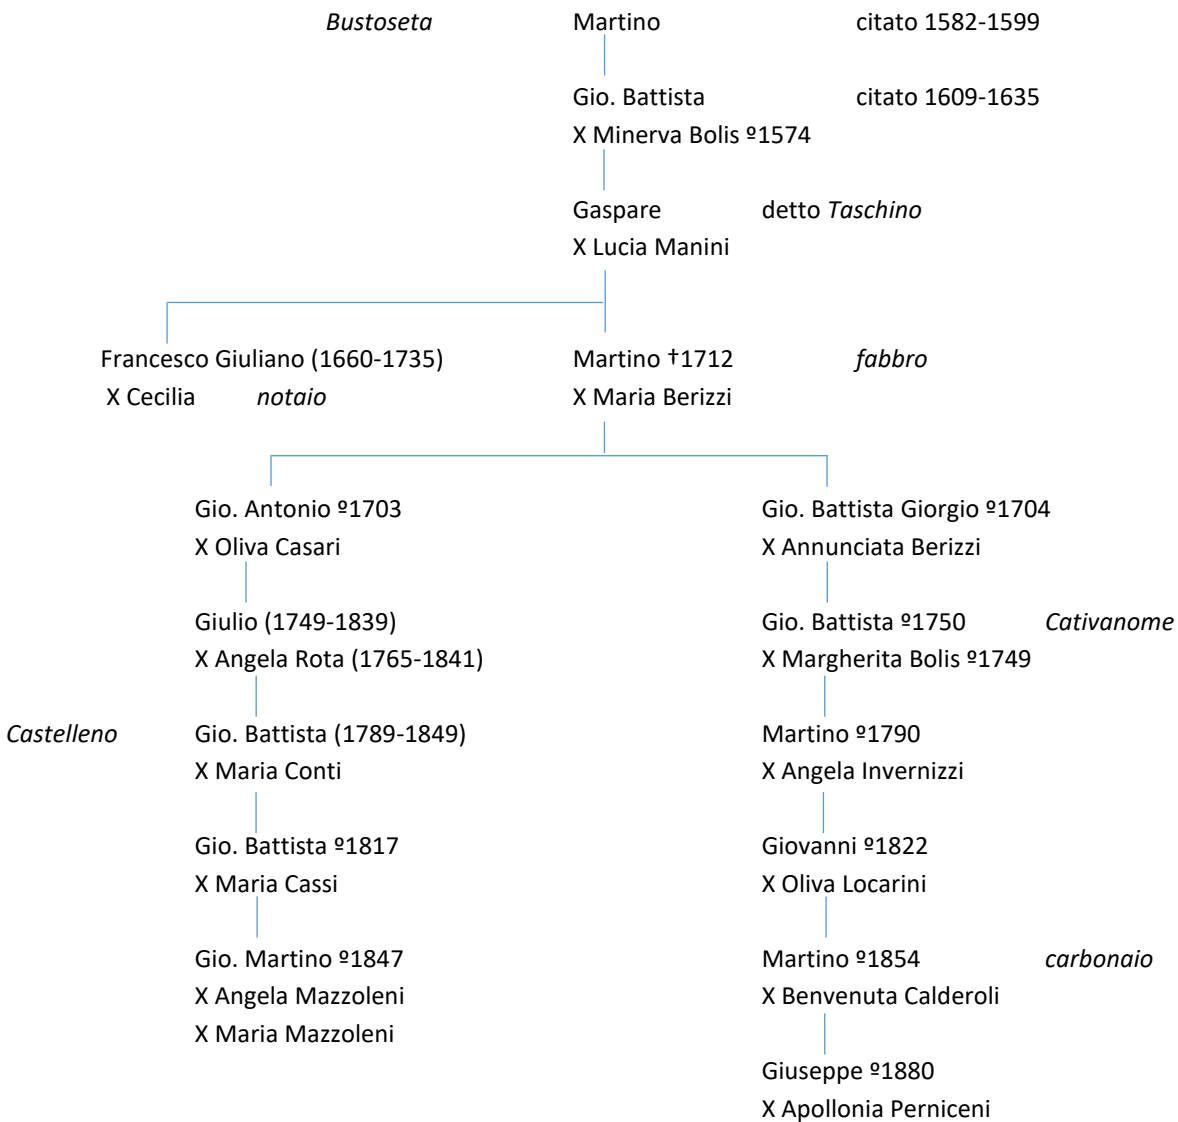 Bustoseta Martino citato 1582-1599
Gio. Battista citato 1609-1635
X Minerva Bolis º1574
Gaspare detto Taschino
X Lucia Manini
Francesco Giuliano (1660-1735) Martino †1712 fabbro
X Cecilia notaio X Maria Berizzi
Gio. Antonio º1703 Gio. Battista Giorgio º1704
X Oliva Casari X Annunciata Berizzi
Giulio (1749-1839) Gio. Battista º1750 Cativanome
X Angela Rota (1765-1841) X Margherita Bolis º1749
Castelleno Gio. Battista (1789-1849) Martino º1790
X Maria Conti X Angela Invernizzi
Gio. Battista º1817 Giovanni º1822
X Maria Cassi X Oliva Locarini
Gio. Martino º1847 Martino º1854 carbonaio
X Angela Mazzoleni X Benvenuta Calderoli
X Maria Mazzoleni
Giuseppe º1880
X Apollonia Perniceni